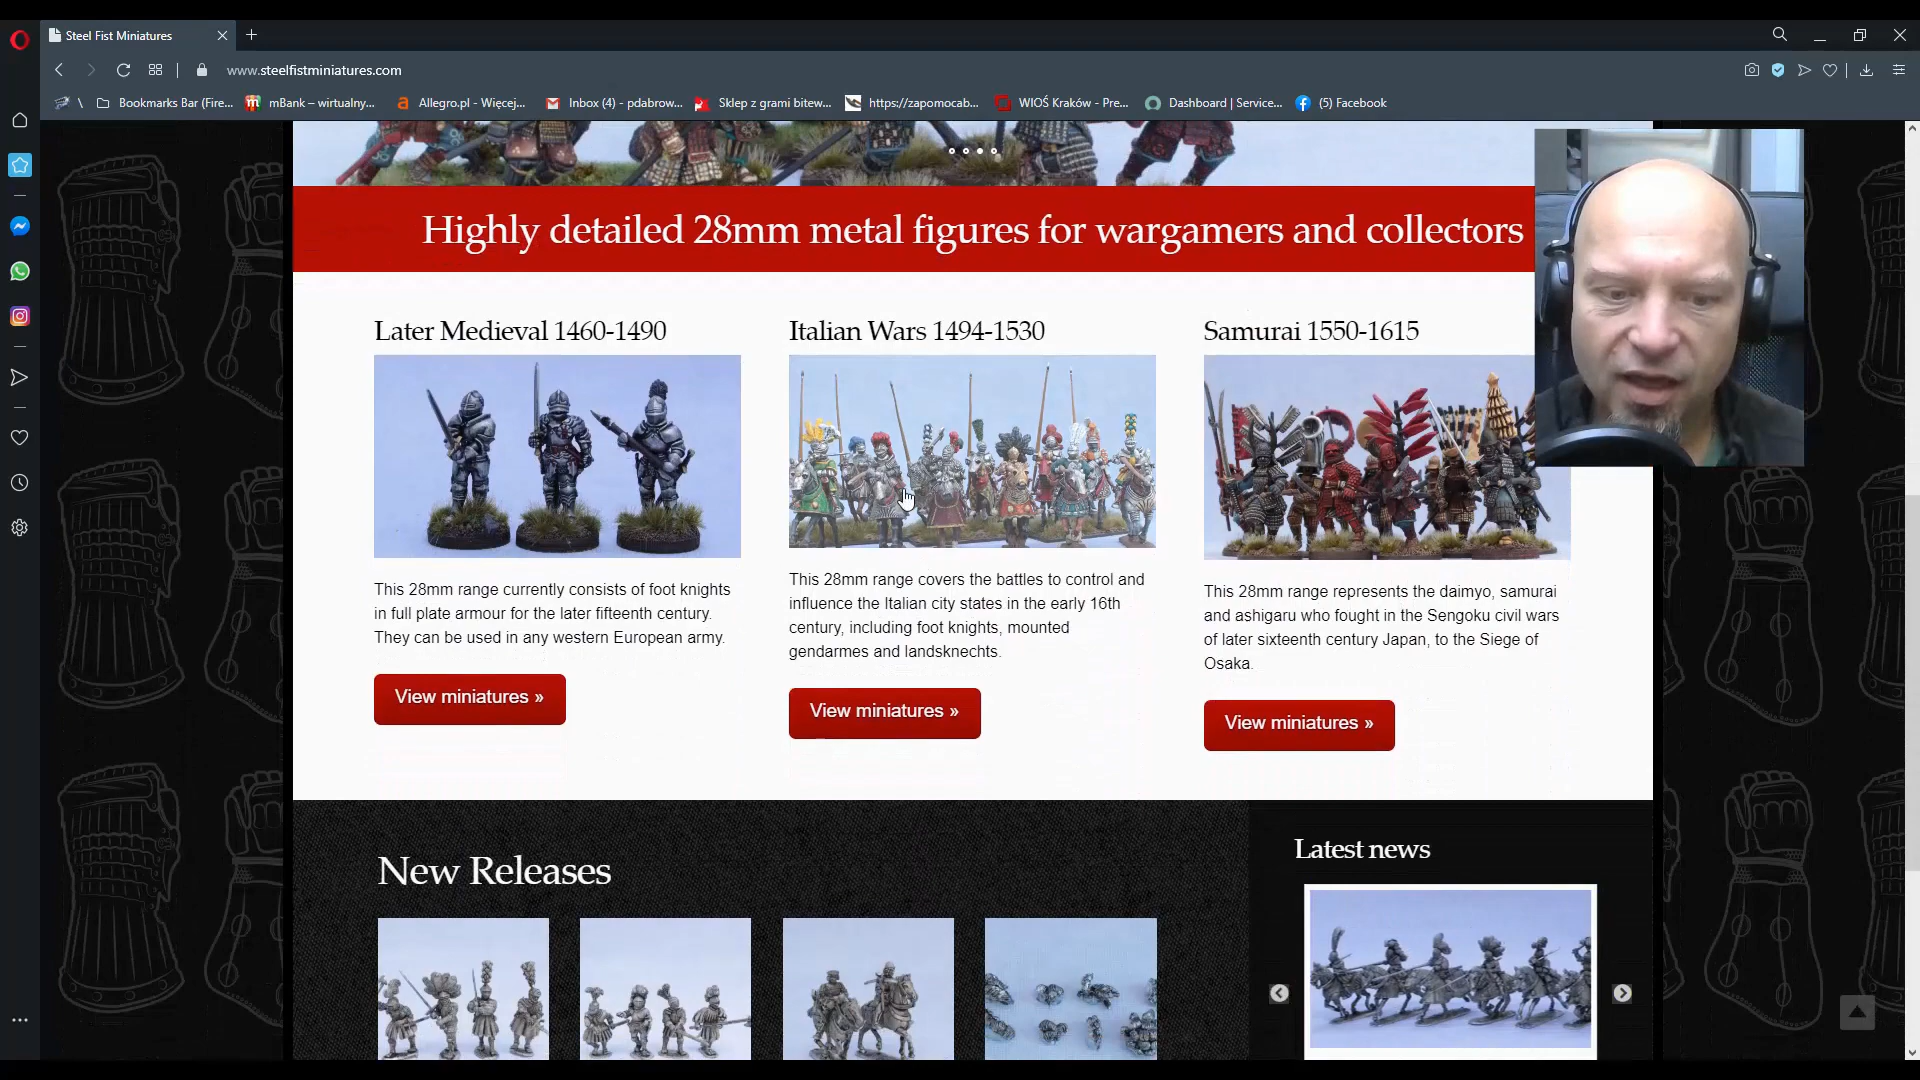 Steel Fist Miniatures
www.steelfistminiatures.com
\ Bookmarks Bar (Fire...
mBank – wirtualny...
Allegro.pl - Więcej...
Inbox (4) - pdabrow...
Sklep z grami bitew...
https://zapomocab...
WIOŚ Kraków - Pre...
Dashboard | Service...
(5) Facebook
Highly detailed 28mm metal figures for wargamers and collectors
Later Medieval 1460-1490
This 28mm range currently consists of foot knights
in full plate armour for the later fifteenth century.
They can be used in any western European army.
View miniatures »
Italian Wars 1494-1530
This 28mm range covers the battles to control and
influence the Italian city states in the early 16th
century, including foot knights, mounted
gendarmes and landsknechts.
View miniatures »
Samurai 1550-1615
This 28mm range represents the daimyo, samurai
and ashigaru who fought in the Sengoku civil wars
of later sixteenth century Japan, to the Siege of
Osaka.
View miniatures »
New Releases
Latest news